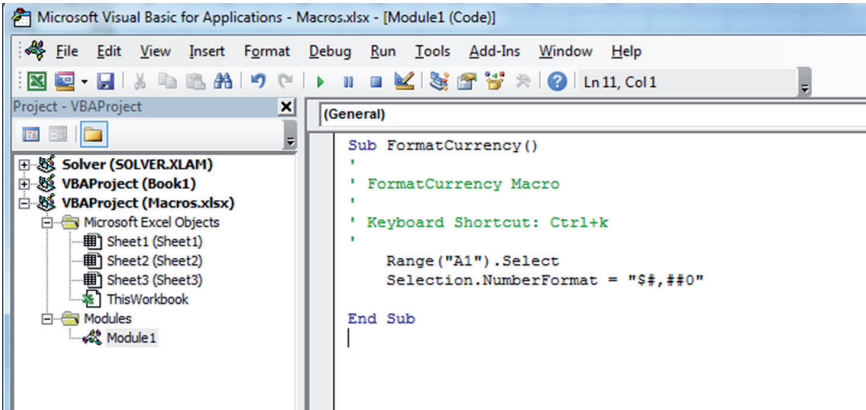 Microsoft Visual Basic for Applications - Macros.xlsx - [Module1 (Code)]
File Edit View Insert Format Debug Run Tools Add-Ins Window Help
Ln 11, Col 1
Project - VBAProject
(General)
Solver (SOLVER.XLAM)
VBAProject (Book1)
VBAProject (Macros.xlsx)
Microsoft Excel Objects
Sheet1 (Sheet1)
Sheet2 (Sheet2)
Sheet3 (Sheet3)
ThisWorkbook
Modules
Module1
Sub FormatCurrency()
'
' FormatCurrency Macro
'
' Keyboard Shortcut: Ctrl+k
'
Range("A1").Select
Selection.NumberFormat = "$#,##0"
End Sub